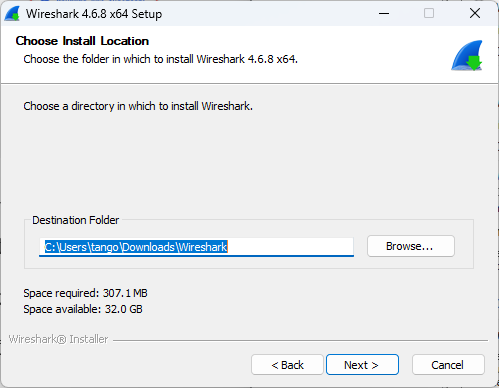 Wireshark 4.6.8 x64 Setup
Choose Install Location
Choose the folder in which to install Wireshark 4.6.8 x64.
Choose a directory in which to install Wireshark.
Destination Folder
C:\Users\tango\Downloads\Wireshark
Browse...
Space required: 307.1 MB
Space available: 32.0 GB
Wireshark® Installer
< Back
Next >
Cancel